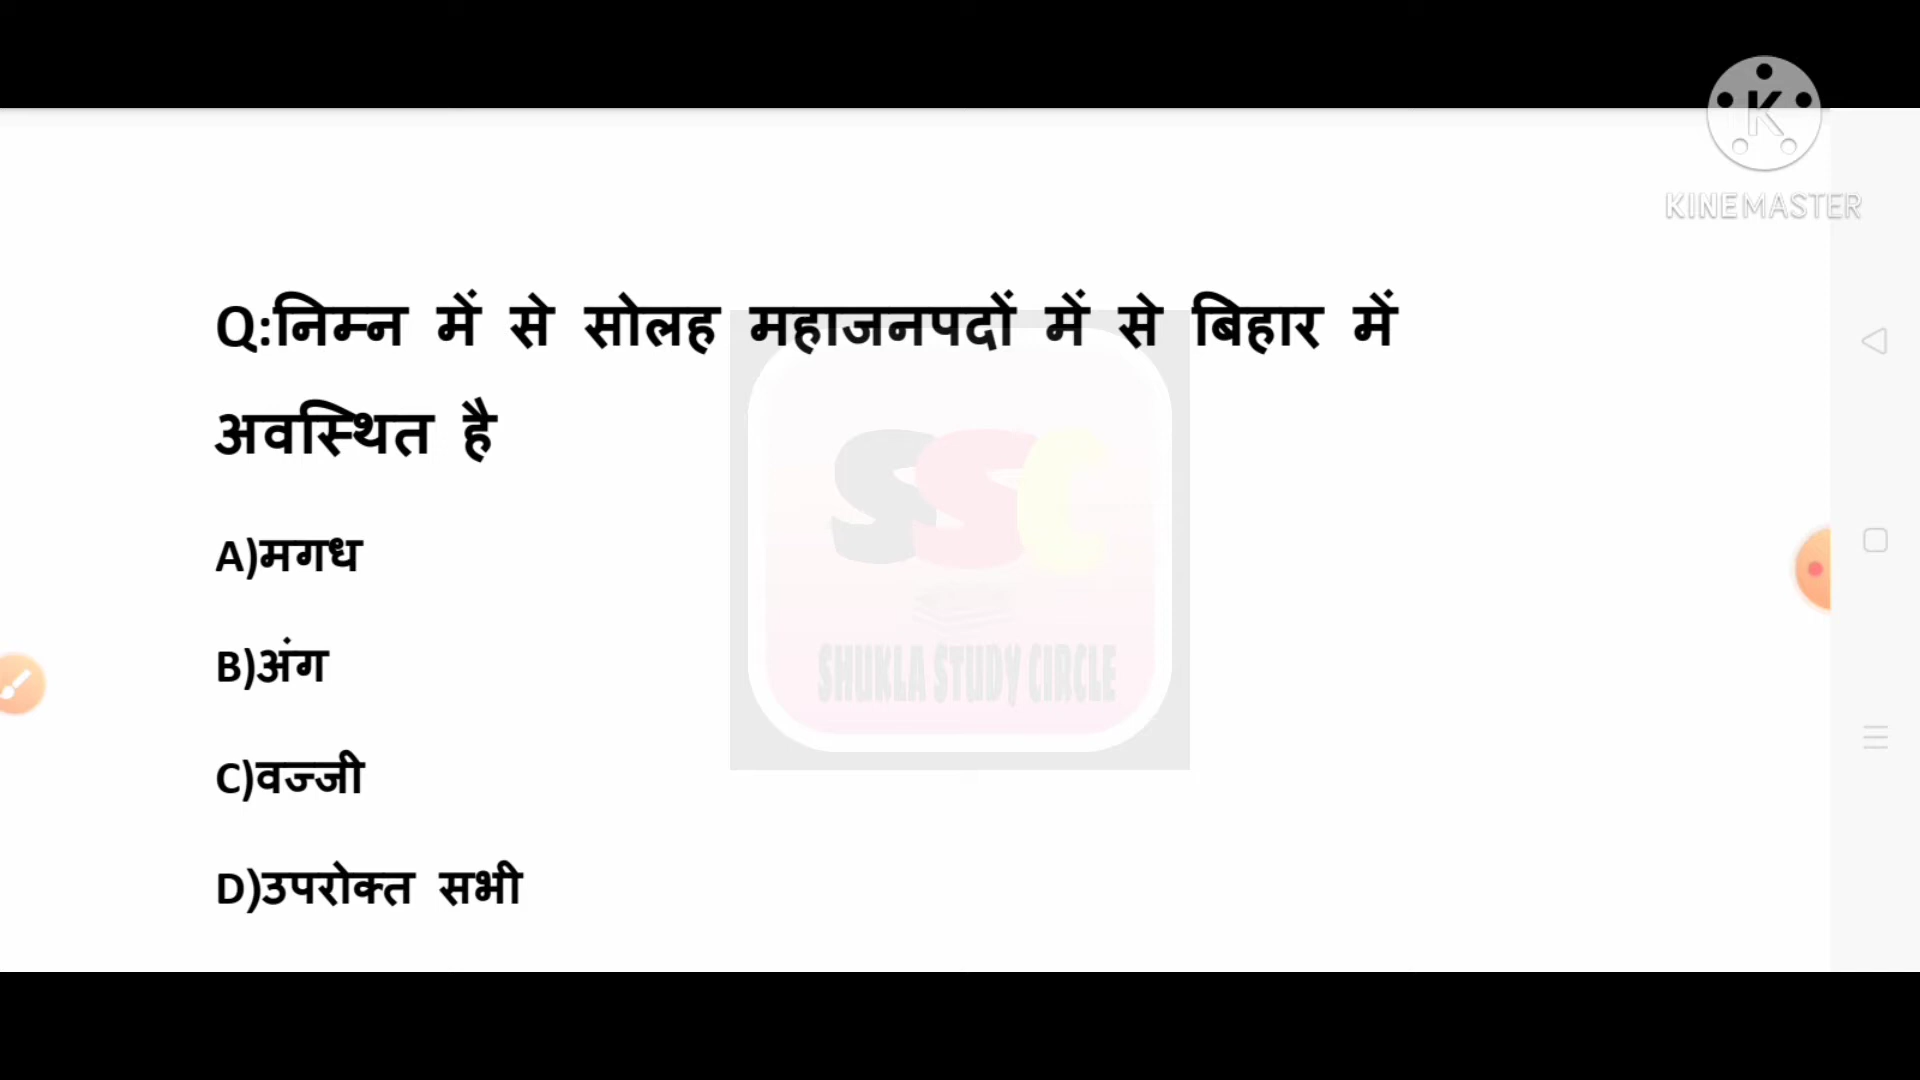 K
KINEMASTER
Q:निम्न में से सोलह महाजनपदों में से बिहार में
अवस्थित है
SSC
A)मगध
B)अंग
SHUKLA STUDY CIRCLE
C)वज्जी
D)उपरोक्त सभी